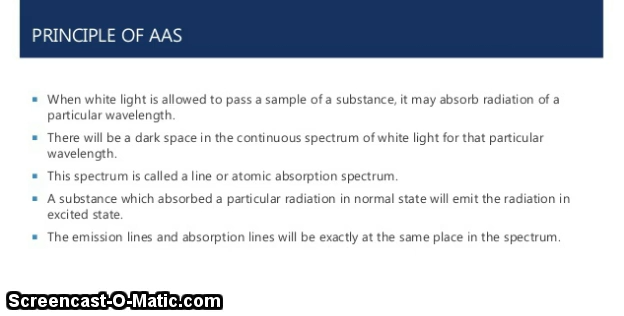 PRINCIPLE OF AAS
When white light is allowed to pass a sample of a substance, it may absorb radiation of a
particular wavelength.
There will be a dark space in the continuous spectrum of white light for that particular
wavelength.
This spectrum is called a line or atomic absorption spectrum.
A substance which absorbed a particular radiation in normal state will emit the radiation in
excited state.
The emission lines and absorption lines will be exactly at the same place in the spectrum.
Screencast-O-Matic.com